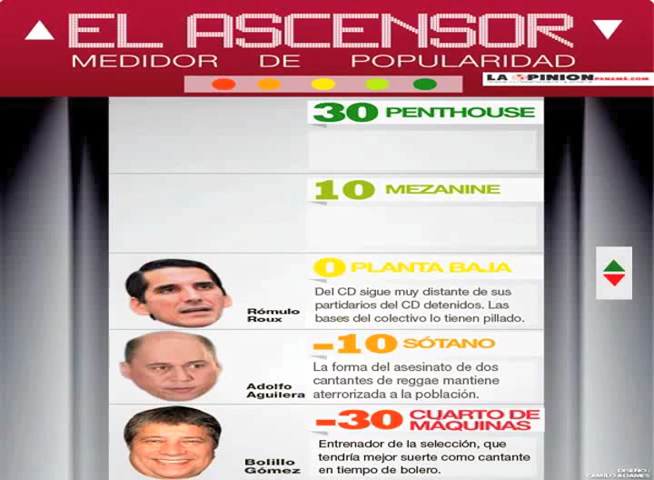 EL ASCENSOR
MEDIDOR DE POPULARIDAD
LA OPINION PANAMÁ.COM
30 PENTHOUSE
10 MEZANINE
0 PLANTA BAJA
Rómulo
Roux
Del CD sigue muy distante de sus
partidarios del CD detenidos. Las
bases del colectivo lo tienen pillado.
-10 SÓTANO
Adolfo
Aguilera
La forma del asesinato de dos
cantantes de reggae mantiene
aterrorizada a la población.
-30 CUARTO DE
MÁQUINAS
Bolillo
Gómez
Entrenador de la selección, que
tendría mejor suerte como cantante
en tiempo de bolero.
DISEÑO:
CAMILO ADAMES